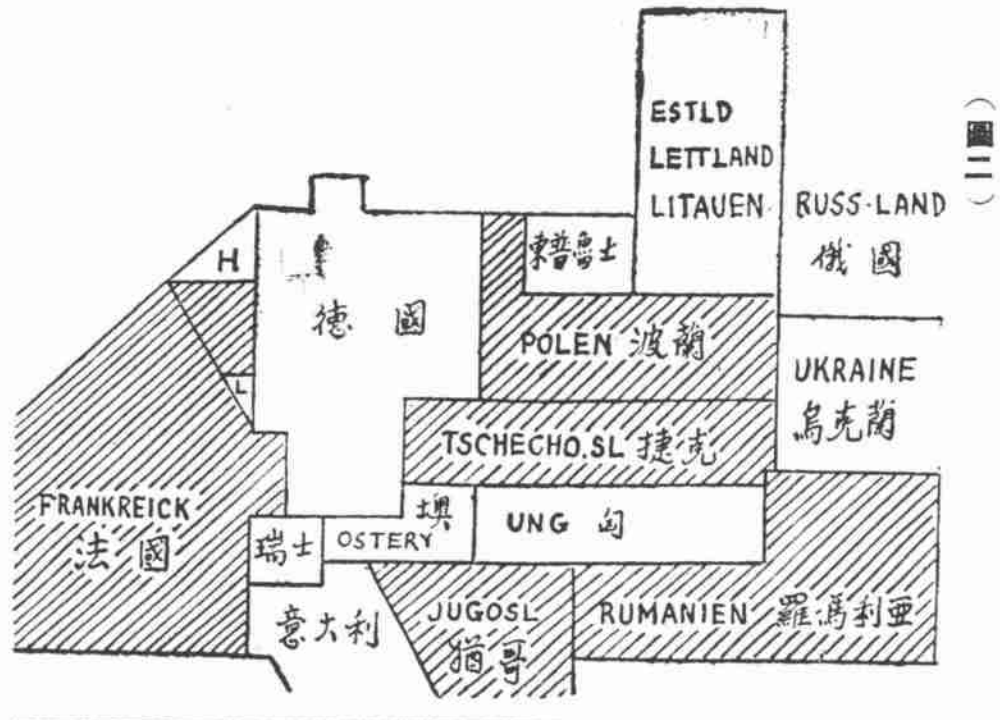 (圖二)
ESTLD
LETTLAND
LITAUEN
RUSS-LAND
俄國
H
東普魯士
德國
POLEN 波蘭
L
UKRAINE
烏克蘭
TSCHECHO.SL 捷克
FRANKREICK
法國
瑞士
OSTERY
墺
UNG 匈
意大利
JUGOSL
猶哥
RUMANIEN 羅馬利亞